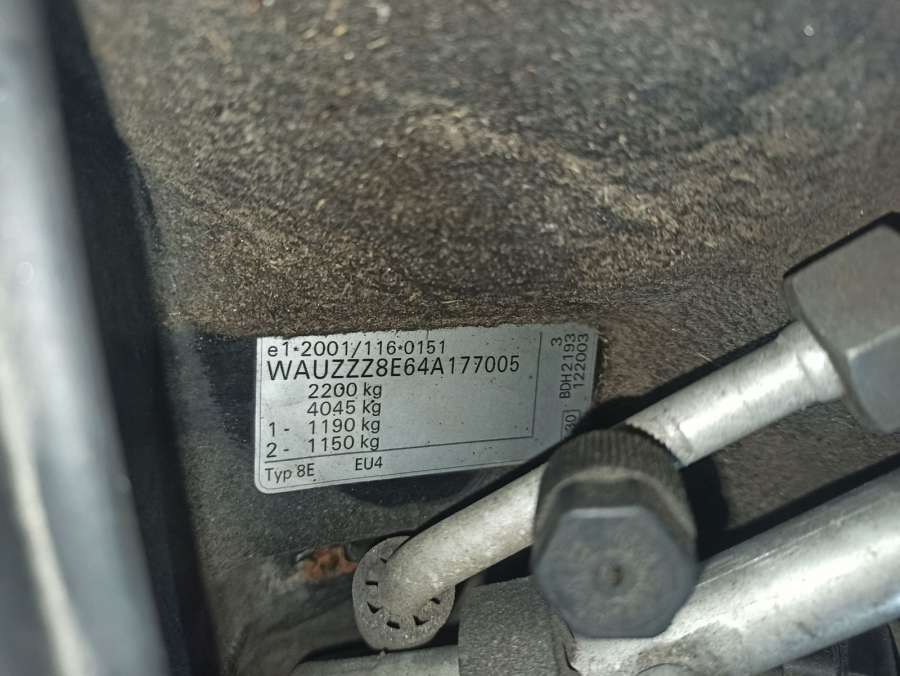 e1*2001/116*0151
WAUZZZ8E64A177005
2200 kg
4045 kg
1- 1190 kg
2- 1150 kg
Typ 8E EU4
3
BDH2193
122003
30